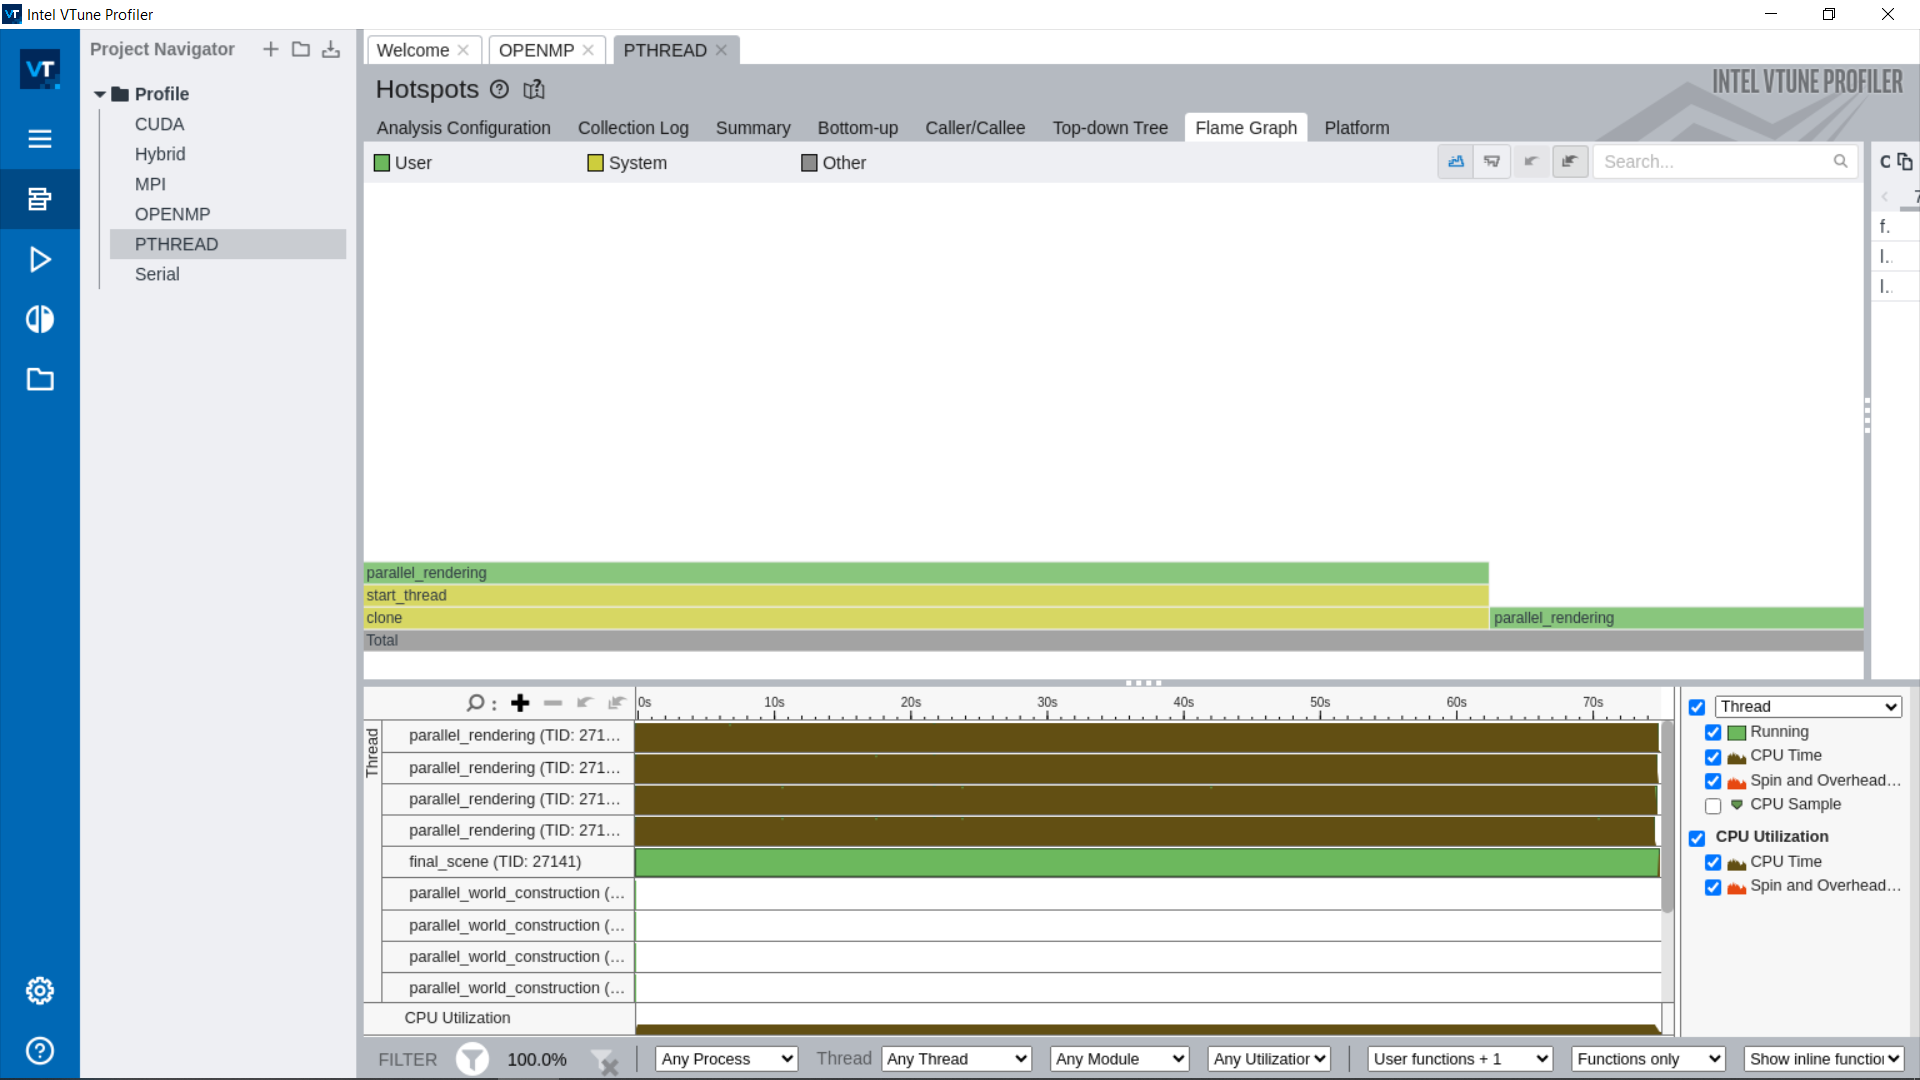 VT Intel VTune Profiler
VT
Project Navigator
Profile
CUDA
Hybrid
MPI
OPENMP
PTHREAD
Serial
Welcome
OPENMP
PTHREAD
Hotspots
INTEL VTUNE PROFILER
Analysis Configuration
Collection Log
Summary
Bottom-up
Caller/Callee
Top-down Tree
Flame Graph
Platform
User
System
Other
Search...
C
f.
l..
l..
parallel_rendering
start_thread
clone
parallel_rendering
Total
0s 10s 20s 30s 40s 50s 60s 70s
Thread
parallel_rendering (TID: 271...
parallel_rendering (TID: 271...
parallel_rendering (TID: 271...
parallel_rendering (TID: 271...
final_scene (TID: 27141)
parallel_world_construction (...
parallel_world_construction (...
parallel_world_construction (...
parallel_world_construction (...
CPU Utilization
Thread
Running
CPU Time
Spin and Overhead...
CPU Sample
CPU Utilization
CPU Time
Spin and Overhead...
FILTER
100.0%
Any Process
Thread
Any Thread
Any Module
Any Utilization
User functions + 1
Functions only
Show inline function